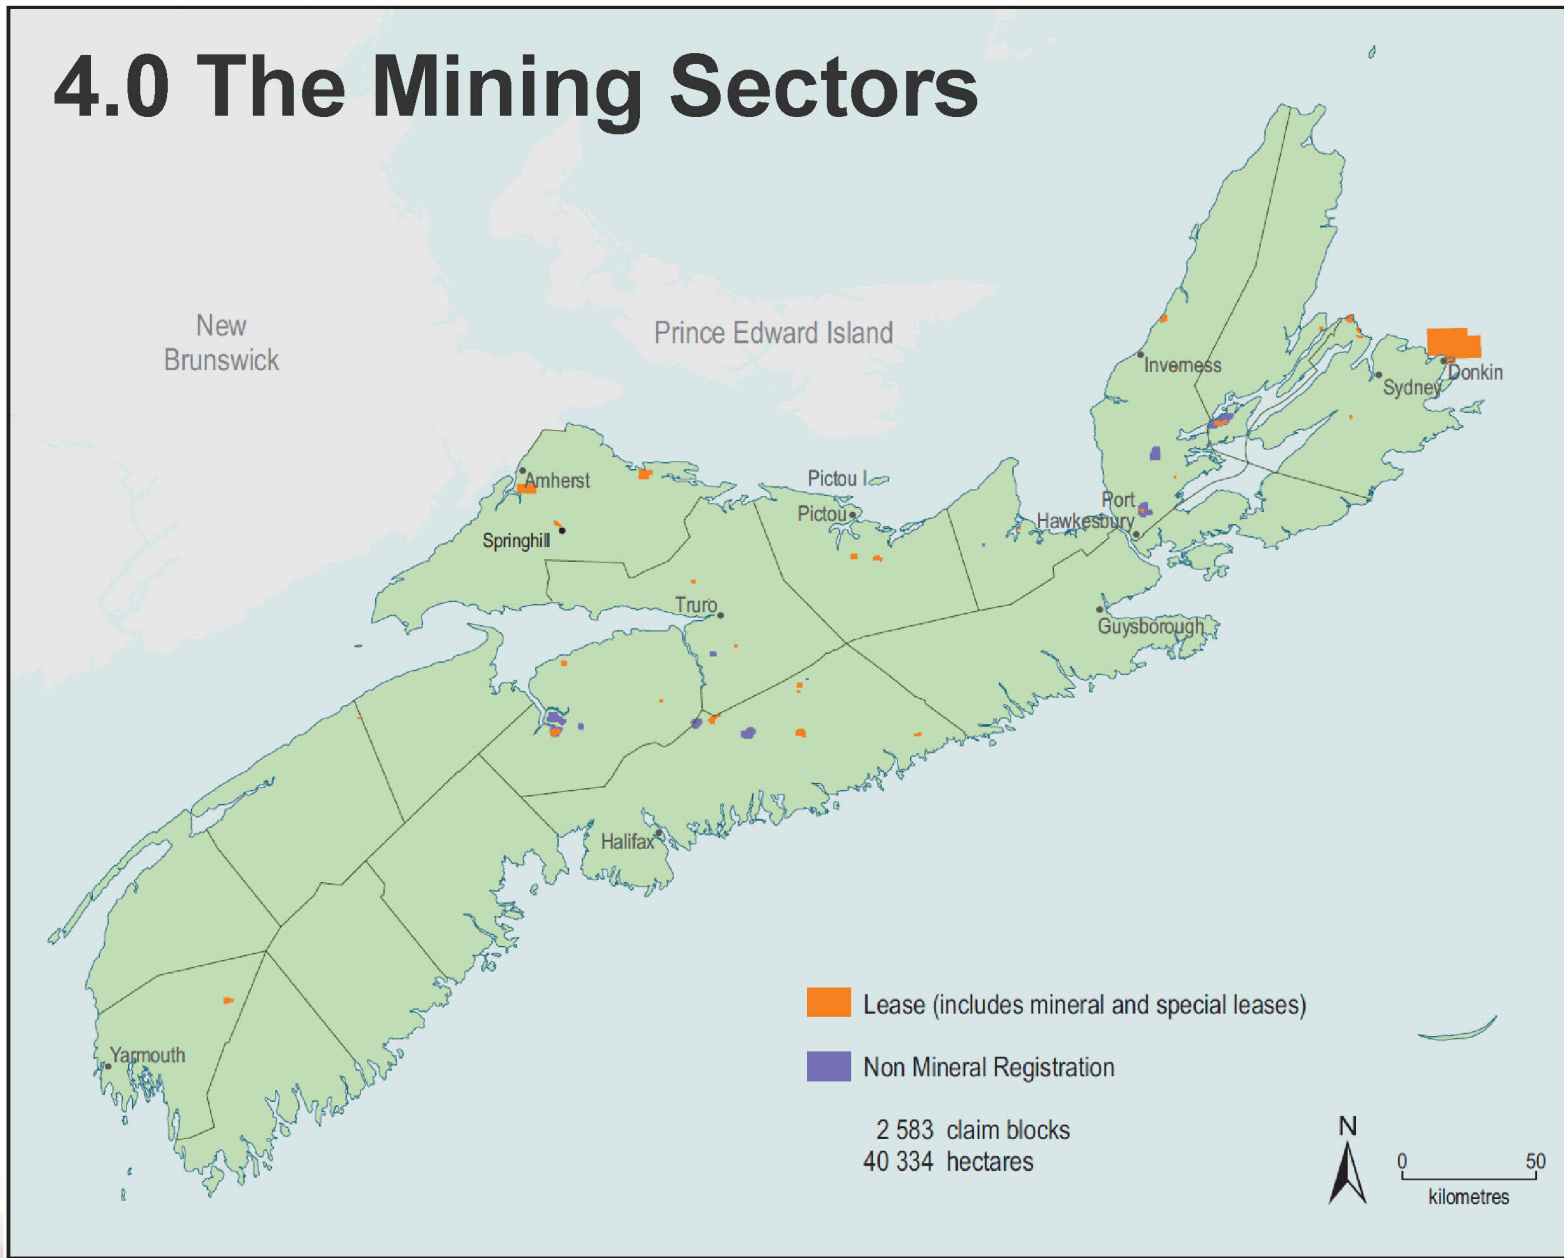 4.0 The Mining Sectors
New
Brunswick
Prince Edward Island
Inverness
Donkin
Sydney
Amherst
Pictou I
Pictou
Port
Hawkesbury
Springhill
Truro
Guysborough
Halifax
Yarmouth
Lease (includes mineral and special leases)
Non Mineral Registration
2 583 claim blocks
40 334 hectares
N
0 50
kilometres